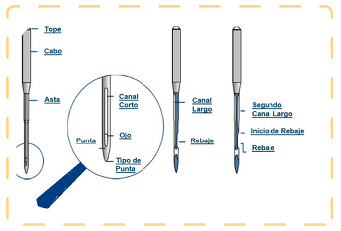 Tope
Cabo
Asta
Canal
Corto
Ojo
Punta
Tipo de
Punta
Canal
Largo
Rebaje
Segundo
Cana Largo
Inicio de Rebaje
Rebaje